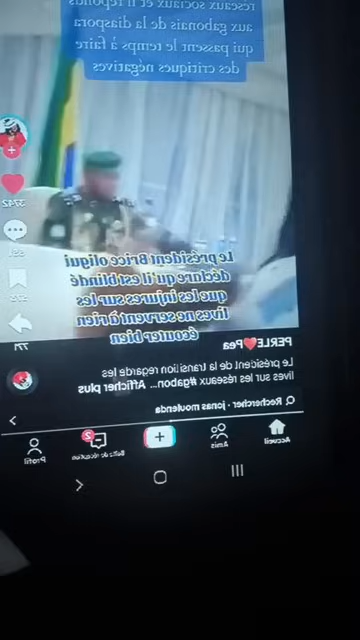 réseaux sociaux et il répond
aux gabonais de la diaspora
qui passent le temps à faire
des critiques négatives
Le président Brice oligui
déclare qu'il est blindé
que les injures sur les
lives ne servent à rien
écouter bien
3742
PERLE❤️Pea
Le président de la transition regarde les
lives sur les réseaux #gabon... Afficher plus
Rechercher · jonas moulenda
Accueil
Amis
2
Boîte de réception
Profil